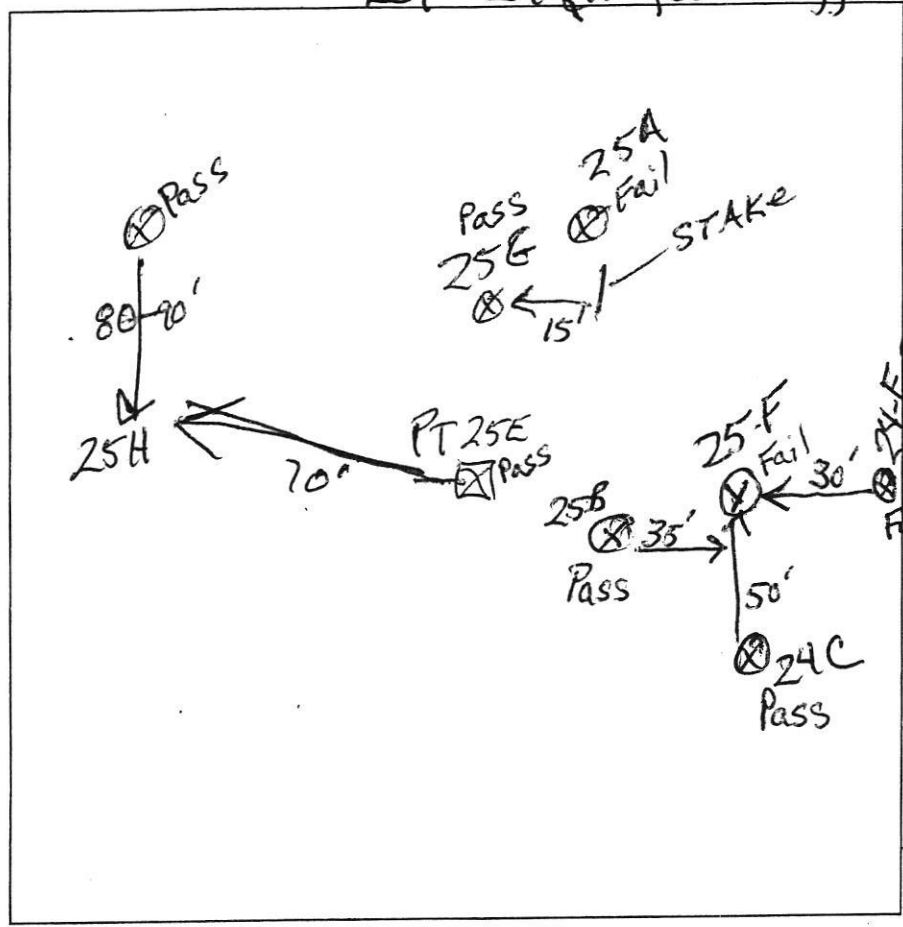 25A
Fail
Pass
Pass
25G
STAKE
15'
80-90'
25H
70"
PT 25E
Pass
25-F
Fail
30'
24-F
25B
35'
Pass
50'
24C
Pass